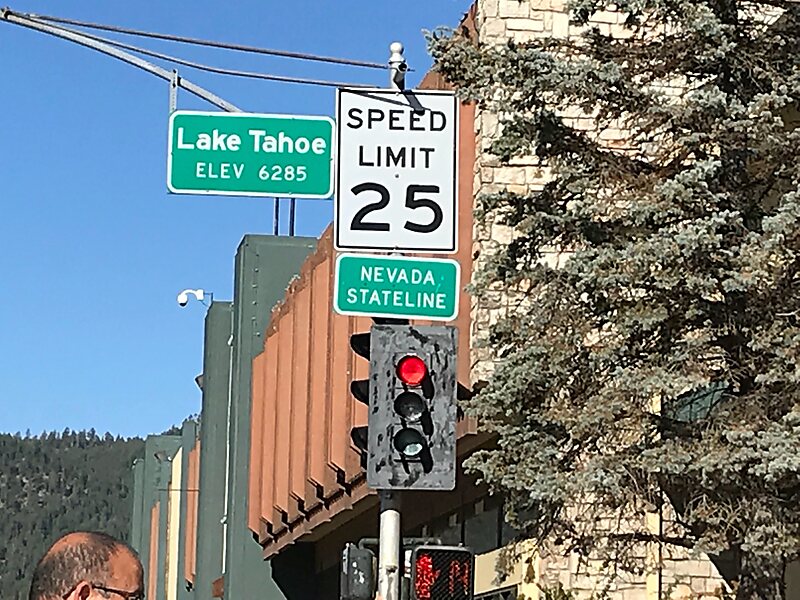 Lake Tahoe
ELEV 6285
SPEED
LIMIT
25
NEVADA
STATELINE